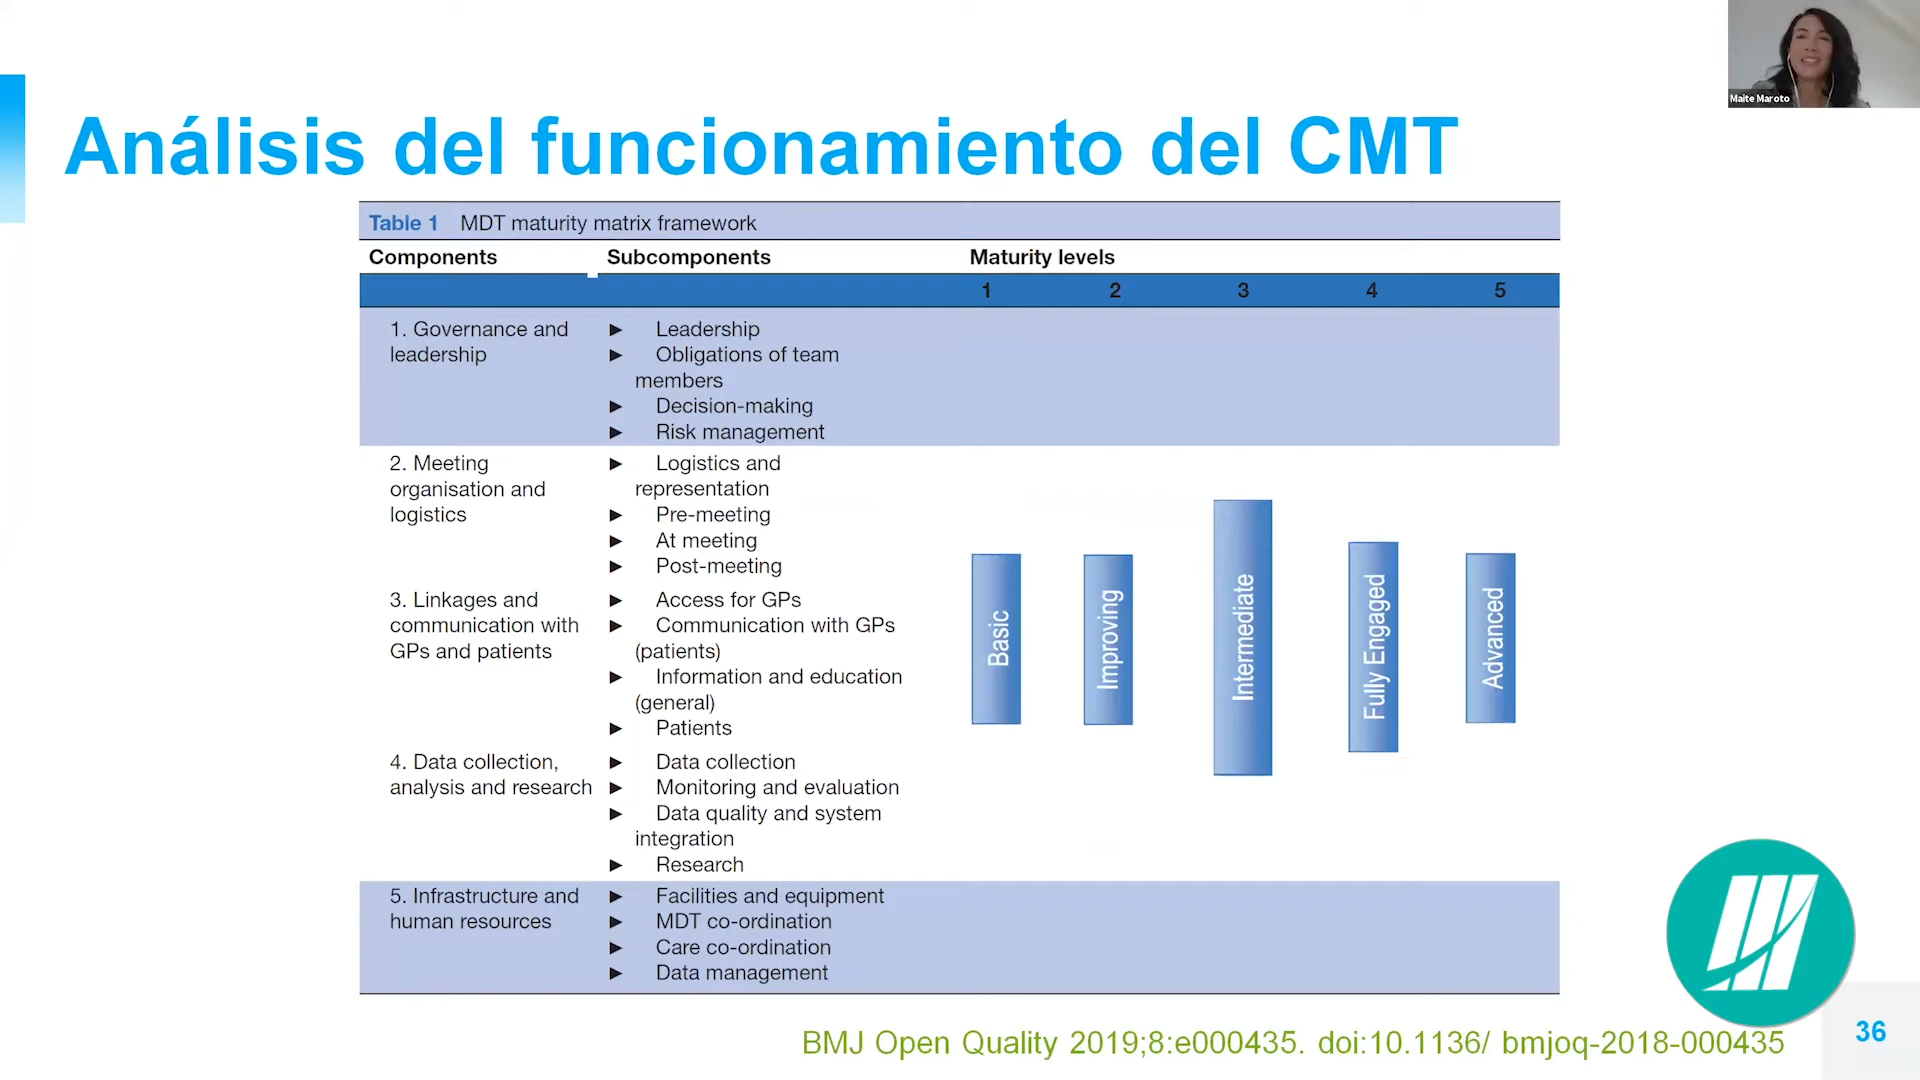 Maite Maroto
Análisis del funcionamiento del CMT
Table 1 MDT maturity matrix framework
Components Subcomponents Maturity levels
1 2 3 4 5
1. Governance and
leadership
► Leadership
► Obligations of team
members
► Decision-making
► Risk management
2. Meeting
organisation and
logistics
► Logistics and
representation
► Pre-meeting
► At meeting
► Post-meeting
3. Linkages and
communication with
GPs and patients
► Access for GPs
► Communication with GPs
(patients)
► Information and education
(general)
► Patients
4. Data collection,
analysis and research
► Data collection
► Monitoring and evaluation
► Data quality and system
integration
► Research
5. Infrastructure and
human resources
► Facilities and equipment
► MDT co-ordination
► Care co-ordination
► Data management
Basic
Improving
Intermediate
Fully Engaged
Advanced
BMJ Open Quality 2019;8:e000435. doi:10.1136/ bmjoq-2018-000435
36